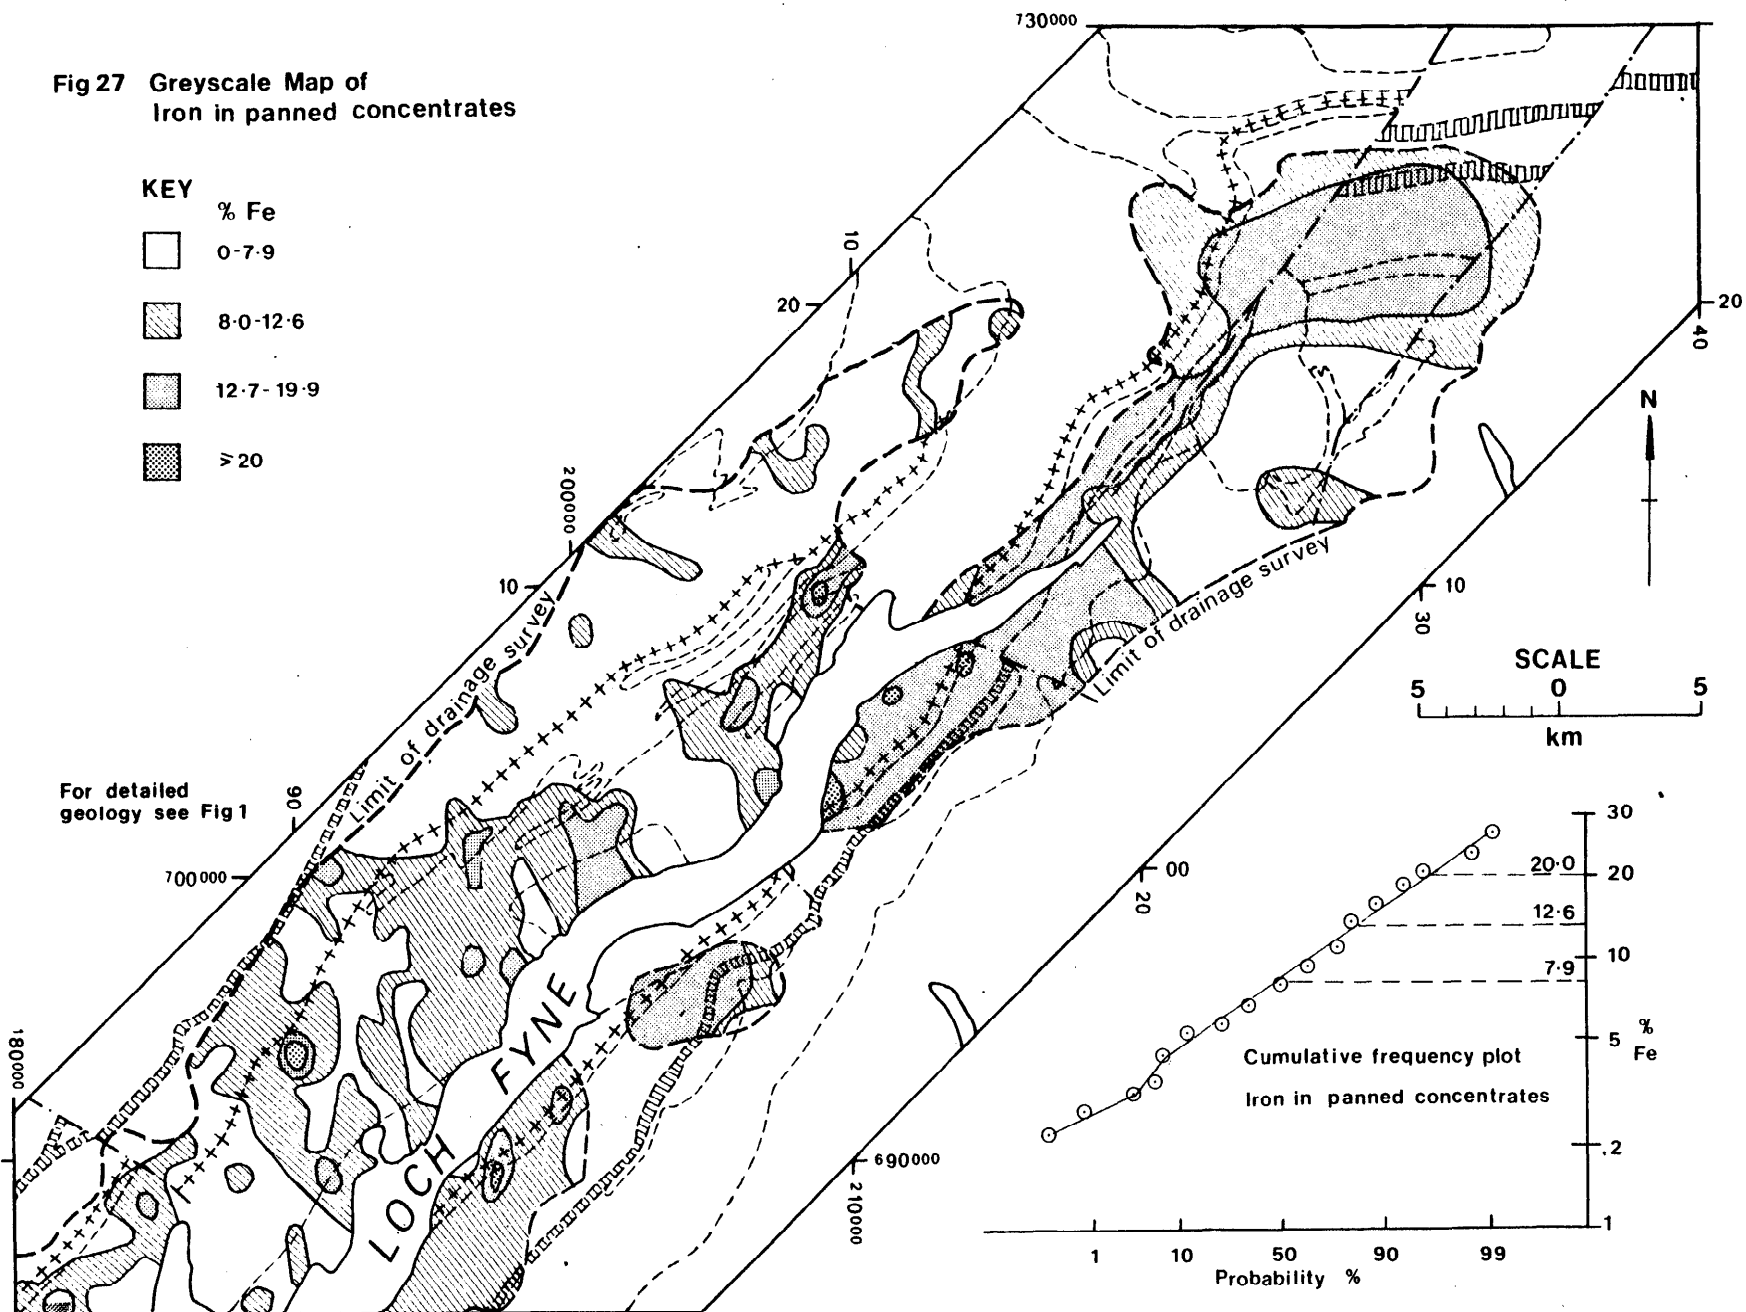 Fig 27 Greyscale Map of
Iron in panned concentrates
KEY
% Fe
0-7·9
8·0-12·6
12·7-19·9
≥20
For detailed
geology see Fig 1
730000
10
20
200000
10
90
700000
180000
Limit of drainage survey
Limit of drainage survey
LOCH FYNE
20
40
N
10
30
SCALE
5 0 5
km
00
20
690000
210000
30
20·0
20
12·6
10
7·9
5
%
Fe
2
1
Cumulative frequency plot
Iron in panned concentrates
1 10 50 90 99
Probability %